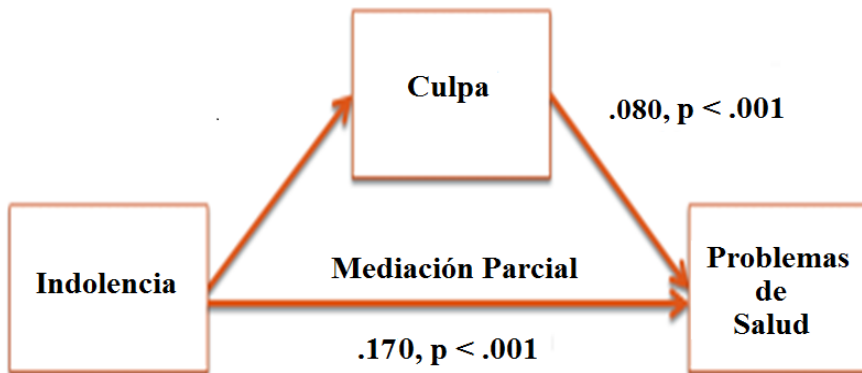 Culpa
.080, p < .001
Indolencia
Mediación Parcial
Problemas
de
Salud
.170, p < .001